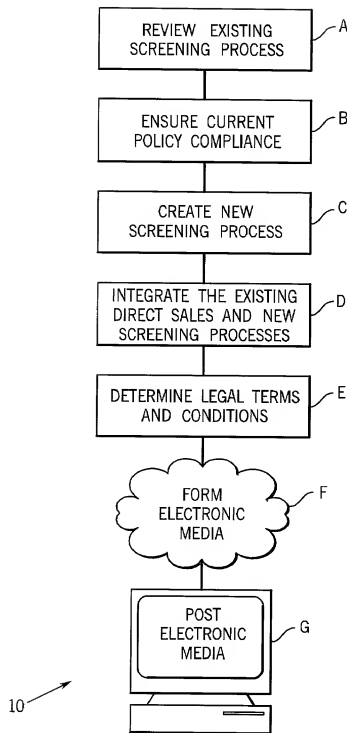 REVIEW EXISTING
SCREENING PROCESS
A
ENSURE CURRENT
POLICY COMPLIANCE
B
CREATE NEW
SCREENING PROCESS
C
INTEGRATE THE EXISTING
DIRECT SALES AND NEW
SCREENING PROCESSES
D
DETERMINE LEGAL TERMS
AND CONDITIONS
E
FORM
ELECTRONIC
MEDIA
F
POST
ELECTRONIC
MEDIA
G
10